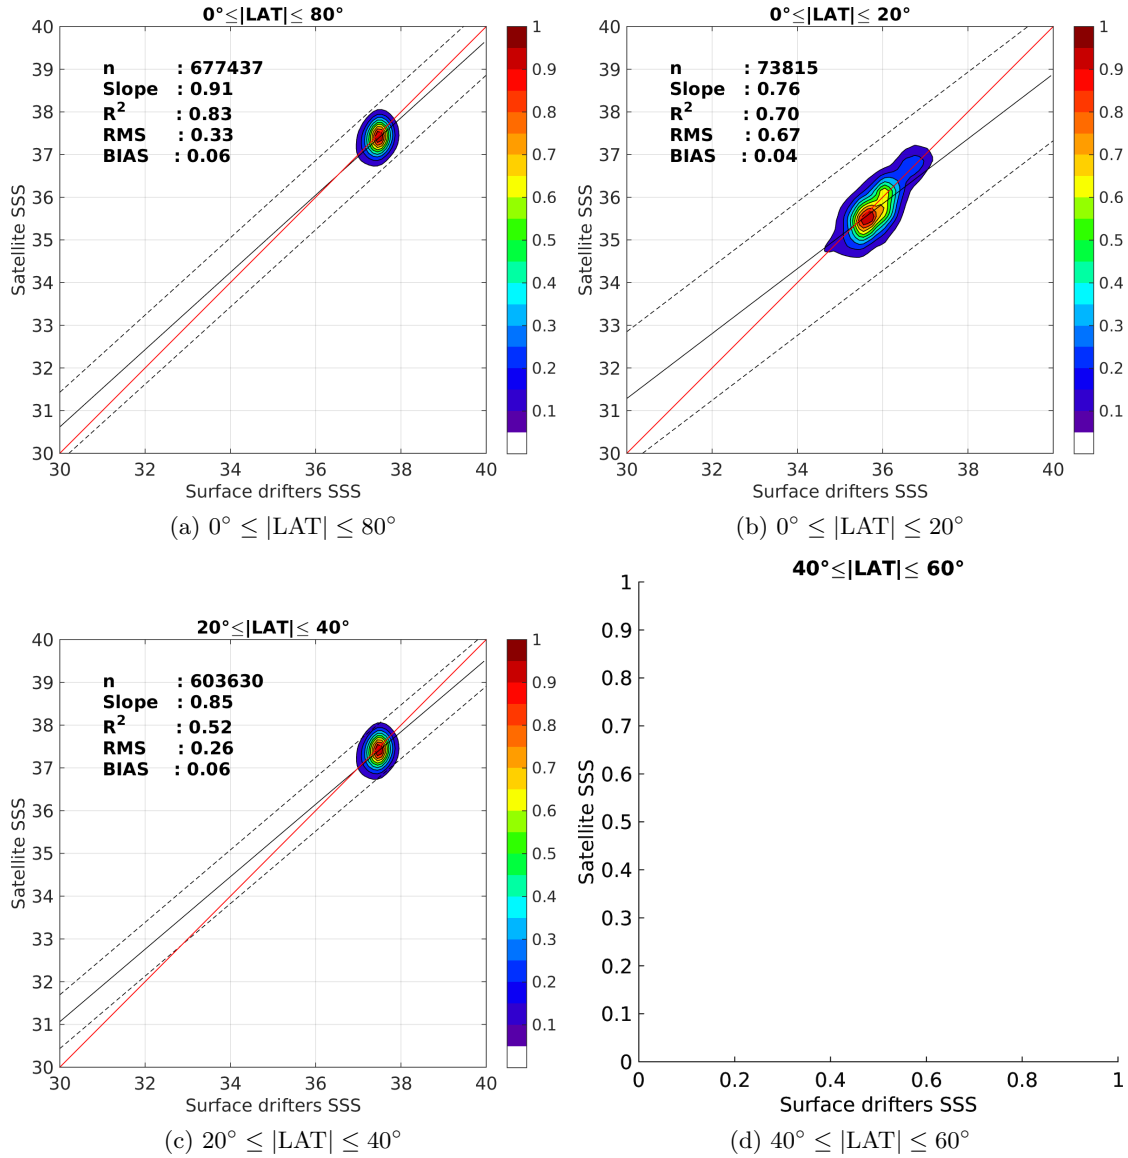 0°≤|LAT|≤ 80°
n : 677437
Slope : 0.91
R2 : 0.83
RMS : 0.33
BIAS : 0.06
40
39
38
37
36
35
34
33
32
31
30
30 32 34 36 38 40
Satellite SSS
Surface drifters SSS
1
0.9
0.8
0.7
0.6
0.5
0.4
0.3
0.2
0.1
(a) 0° ≤ |LAT| ≤ 80°
0°≤|LAT|≤ 20°
n : 73815
Slope : 0.76
R2 : 0.70
RMS : 0.67
BIAS : 0.04
40
39
38
37
36
35
34
33
32
31
30
30 32 34 36 38 40
Satellite SSS
Surface drifters SSS
1
0.9
0.8
0.7
0.6
0.5
0.4
0.3
0.2
0.1
(b) 0° ≤ |LAT| ≤ 20°
20°≤|LAT|≤ 40°
n : 603630
Slope : 0.85
R2 : 0.52
RMS : 0.26
BIAS : 0.06
40
39
38
37
36
35
34
33
32
31
30
30 32 34 36 38 40
Satellite SSS
Surface drifters SSS
1
0.9
0.8
0.7
0.6
0.5
0.4
0.3
0.2
0.1
(c) 20° ≤ |LAT| ≤ 40°
40°≤|LAT|≤ 60°
1
0.9
0.8
0.7
0.6
0.5
0.4
0.3
0.2
0.1
0
0 0.2 0.4 0.6 0.8 1
Satellite SSS
Surface drifters SSS
(d) 40° ≤ |LAT| ≤ 60°